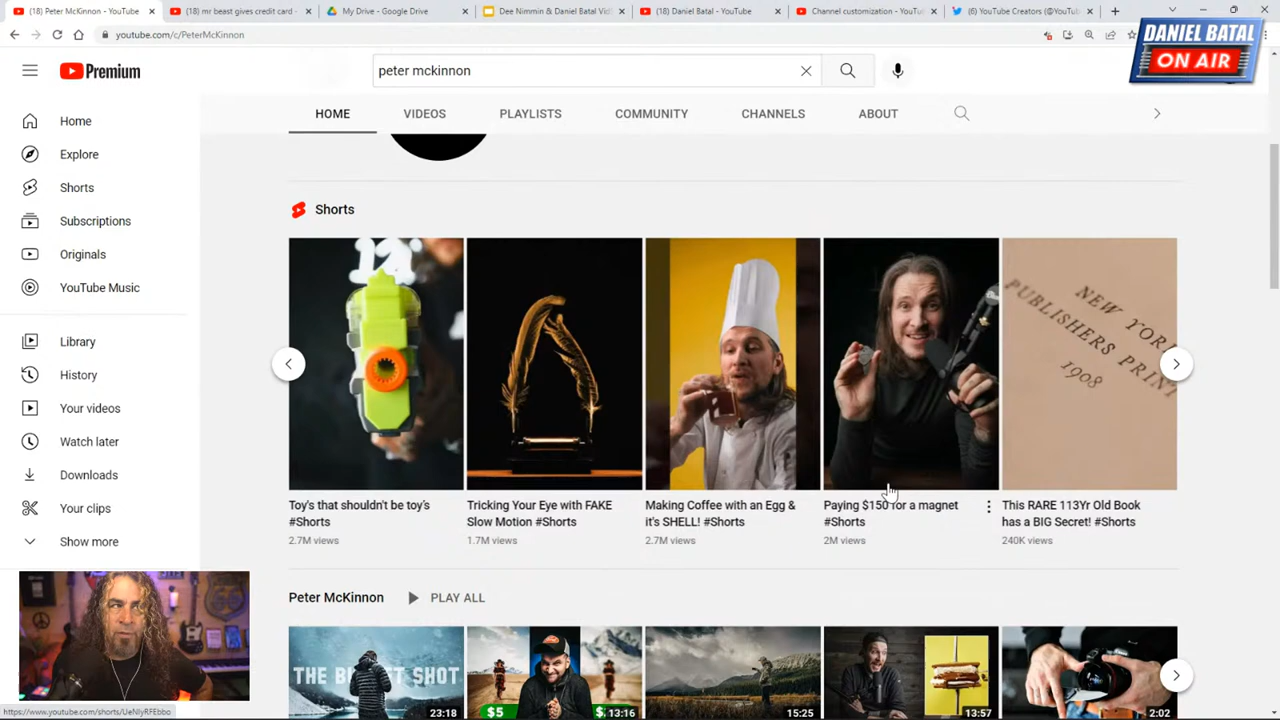 (18) Peter McKinnon - YouTube
(18) mr beast gives credit card -
My Drive - Google Drive
Dee Nimmin & Daniel Batal Vid
(18) Daniel Batal - YouTube
Channel customization - YouTu
(6) YouTube Creators (@YouTu
youtube.com/c/PeterMcKinnon
DANIEL BATAL
ON AIR
Premium
peter mckinnon
HOME
VIDEOS
PLAYLISTS
COMMUNITY
CHANNELS
ABOUT
Home
Explore
Shorts
Subscriptions
Originals
YouTube Music
Library
History
Your videos
Watch later
Downloads
Your clips
Show more
Shorts
NEW YOR
PUBLISHERS PRINT
1908
Toy's that shouldn't be toy's
#Shorts
2.7M views
Tricking Your Eye with FAKE
Slow Motion #Shorts
1.7M views
Making Coffee with an Egg &
it's SHELL! #Shorts
2.7M views
Paying $150 for a magnet
#Shorts
2M views
This RARE 113Yr Old Book
has a BIG Secret! #Shorts
240K views
Peter McKinnon
PLAY ALL
SHOT
23:18
$5
13:16
15:25
13:57
2:02